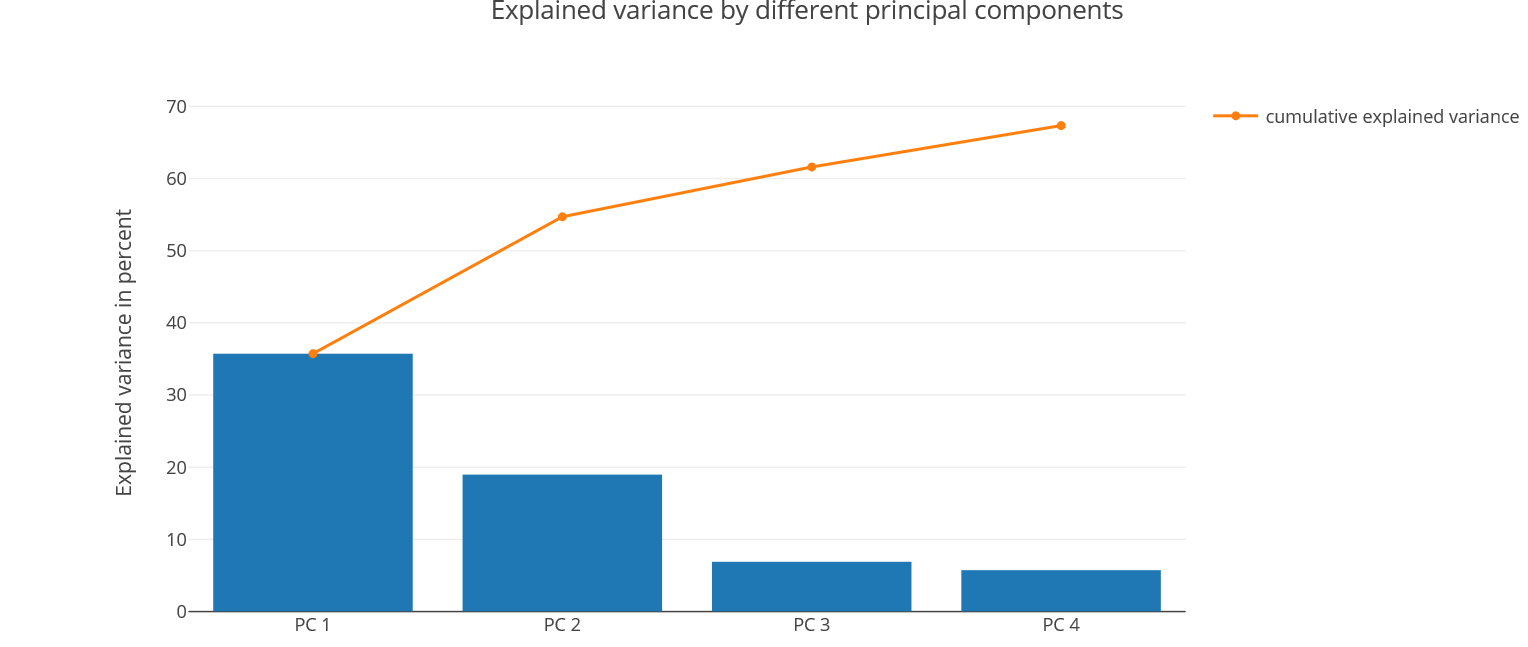 Explained variance by different principal components
cumulative explained variance
Explained variance in percent
70
60
50
40
30
20
10
0
PC 1
PC 2
PC 3
PC 4